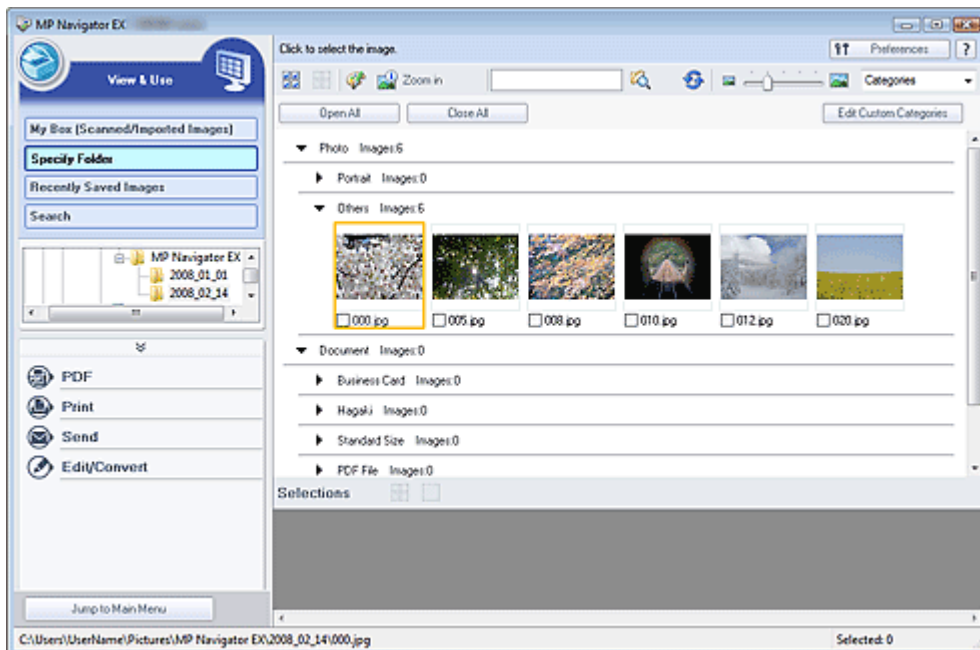 MP Navigator EX
Click to select the image.
Preferences
?
View & Use
Zoom in
Categories
Open All
Close All
Edit Custom Categories
My Box (Scanned/Imported Images)
Specify Folder
Recently Saved Images
Search
MP Navigator EX
2008_01_01
2008_02_14
PDF
Print
Send
Edit/Convert
Jump to Main Menu
Photo Images:6
Portrait Images:0
Others Images:6
000.jpg
005.jpg
008.jpg
010.jpg
012.jpg
020.jpg
Document Images:0
Business Card Images:0
Hagaki Images:0
Standard Size Images:0
PDF File Images:0
Selections
C:\Users\UserName\Pictures\MP Navigator EX\2008_02_14\000.jpg
Selected: 0